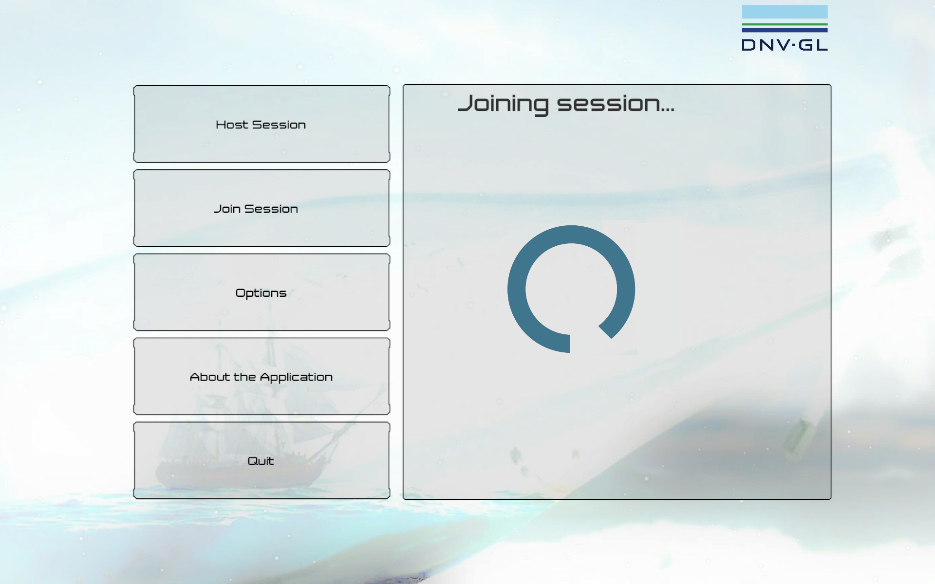 DNV·GL
Host Session
Joining session...
Join Session
Options
About the Application
Quit